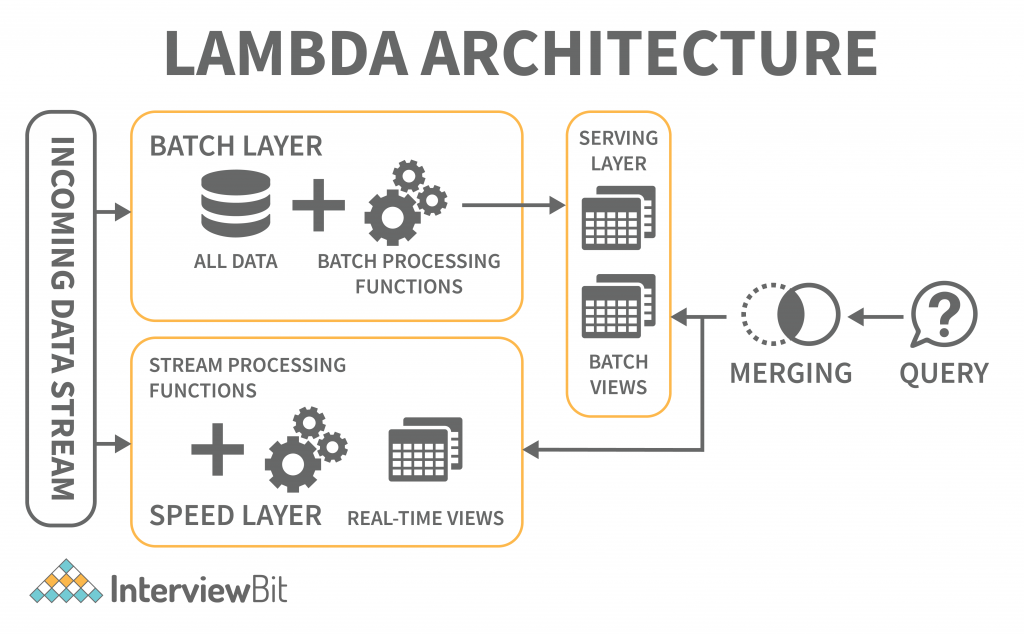 LAMBDA ARCHITECTURE
INCOMING DATA STREAM
BATCH LAYER
ALL DATA
BATCH PROCESSING
FUNCTIONS
SERVING
LAYER
BATCH
VIEWS
MERGING
QUERY
?
STREAM PROCESSING
FUNCTIONS
SPEED LAYER
REAL-TIME VIEWS
InterviewBit